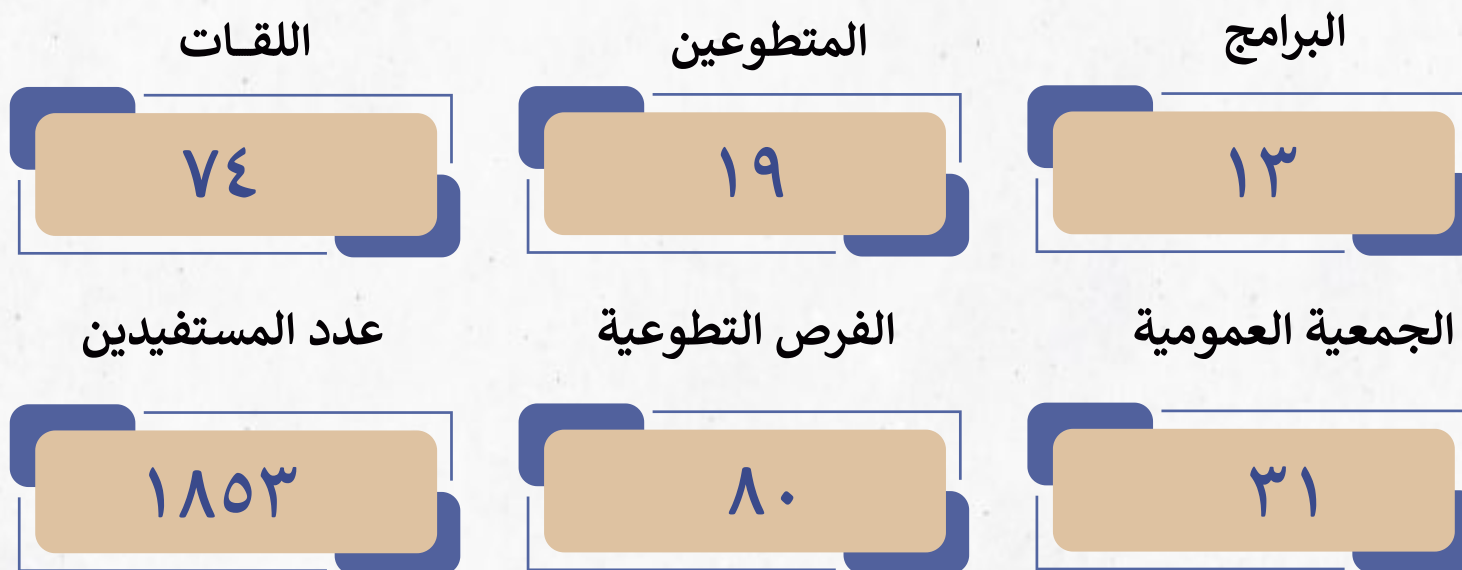 البرامج
المتطوعين
اللقـات
١٣
١٩
٧٤
الجمعية العمومية
الفرص التطوعية
عدد المستفيدين
٣١
٨٠
١٨٥٣